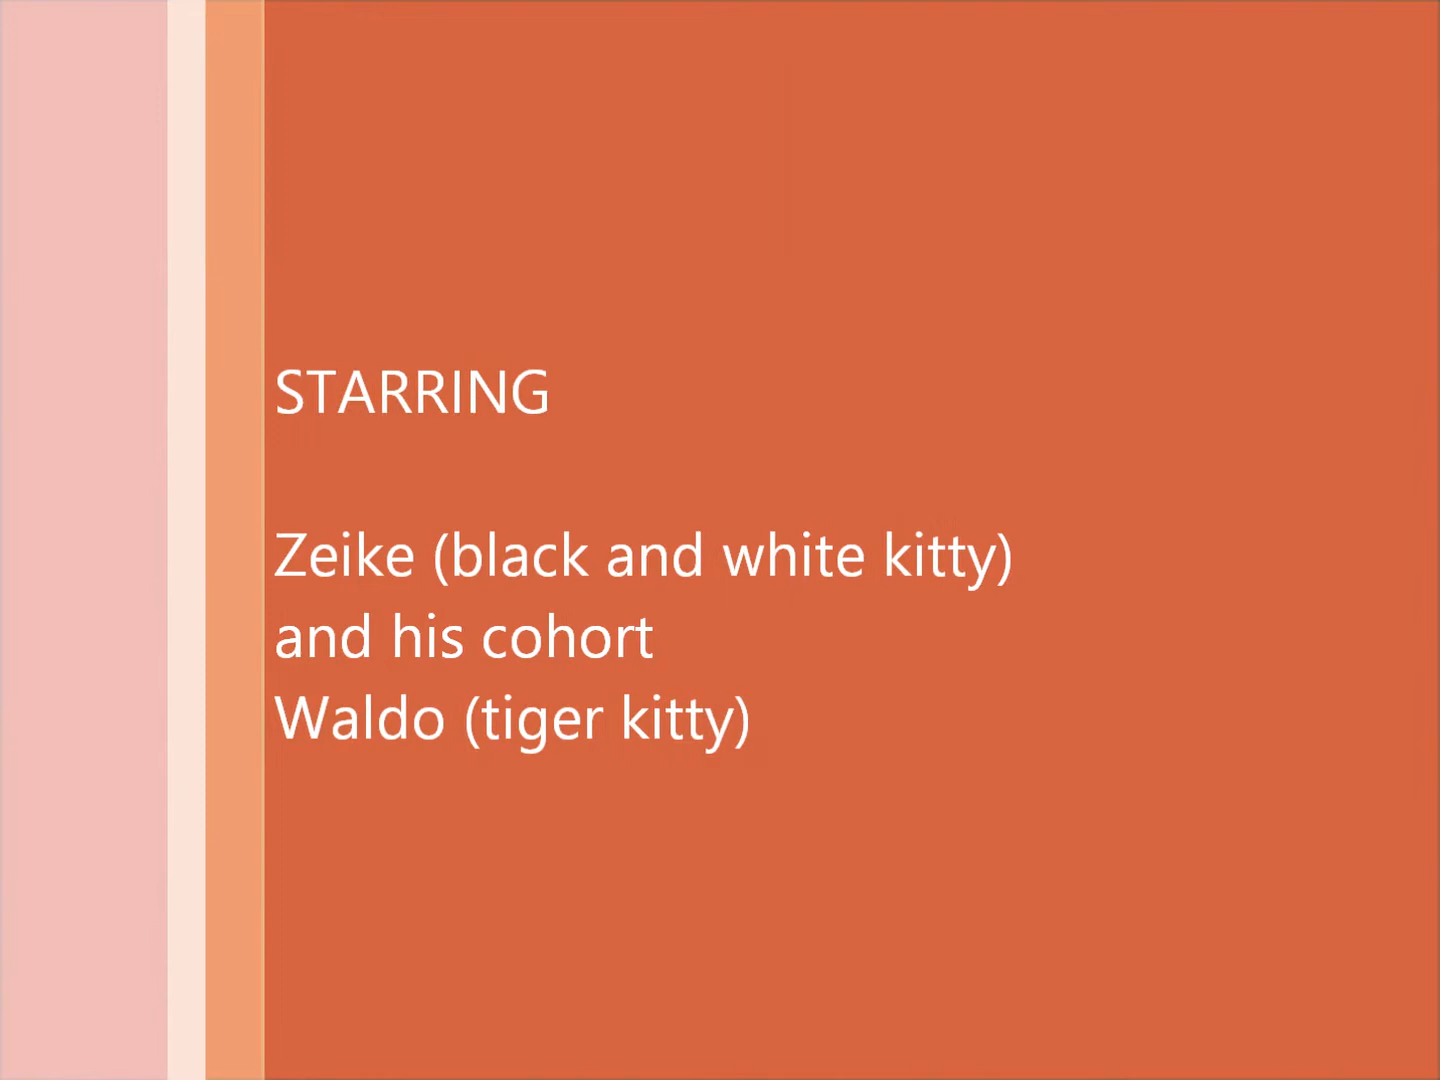 STARRING
Zeike (black and white kitty)
and his cohort
Waldo (tiger kitty)